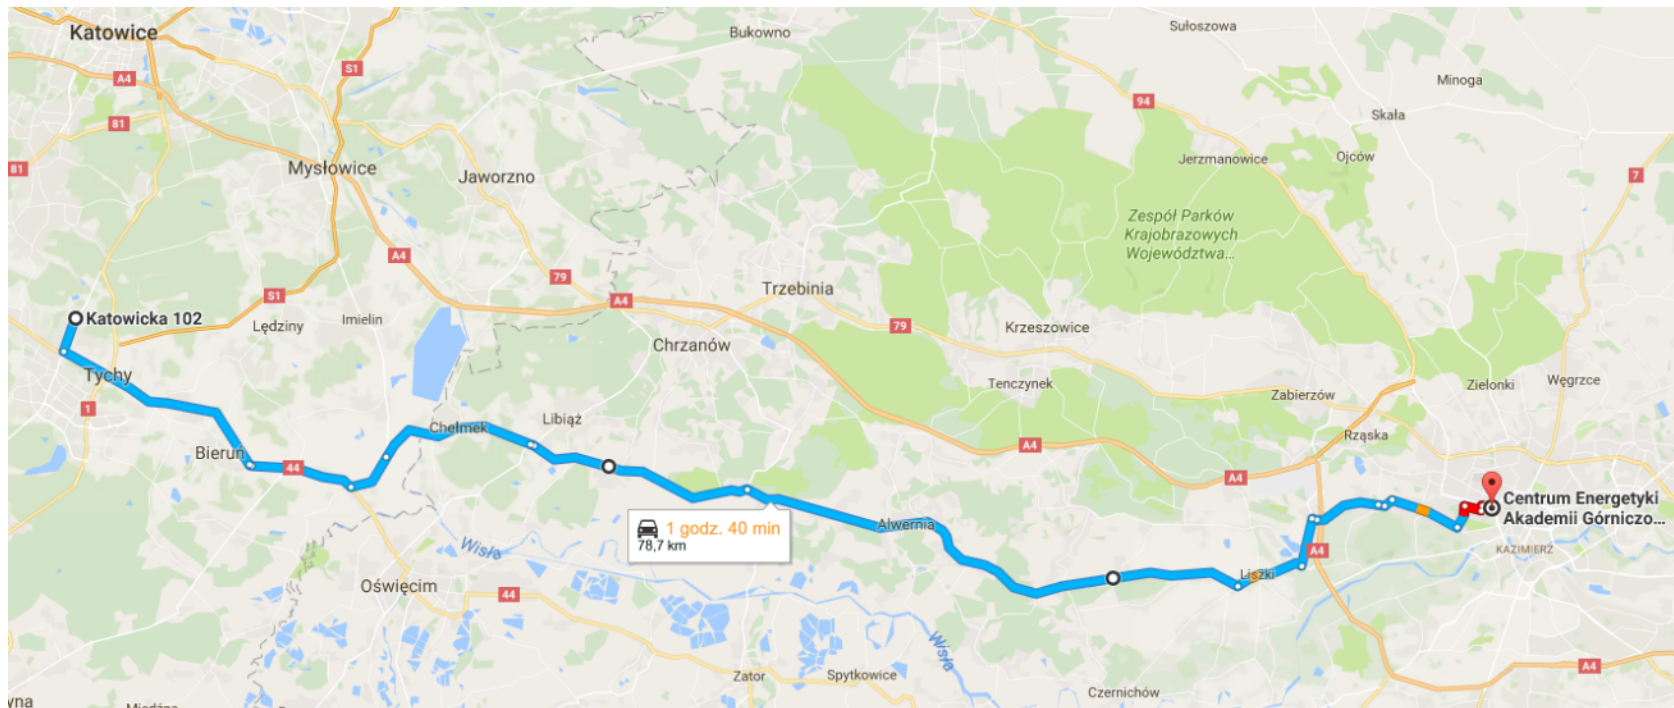 Katowice
Bukowno
Sułoszowa
A4
S1
Minoga
94
Skała
81
81
Mysłowice
Jaworzno
Jerzmanowice
Ojców
7
Zespół Parków
Krajobrazowych
Województwa...
A4
79
S1
A4
Trzebinia
Katowicka 102
Lędziny
Imielin
79
Krzeszowice
Chrzanów
Tychy
Tenczynek
Zabierzów
Zielonki
Węgrzce
1
Chełmek
Libiąż
Rząska
A4
Bieruń
44
A4
Centrum Energetyki
Akademii Górniczo...
1 godz. 40 min
78,7 km
Alwernia
Wisła
A4
KAZIMIERZ
Liszki
Oświęcim
44
Wisła
A4
Zator
Spytkowice
Czernichów